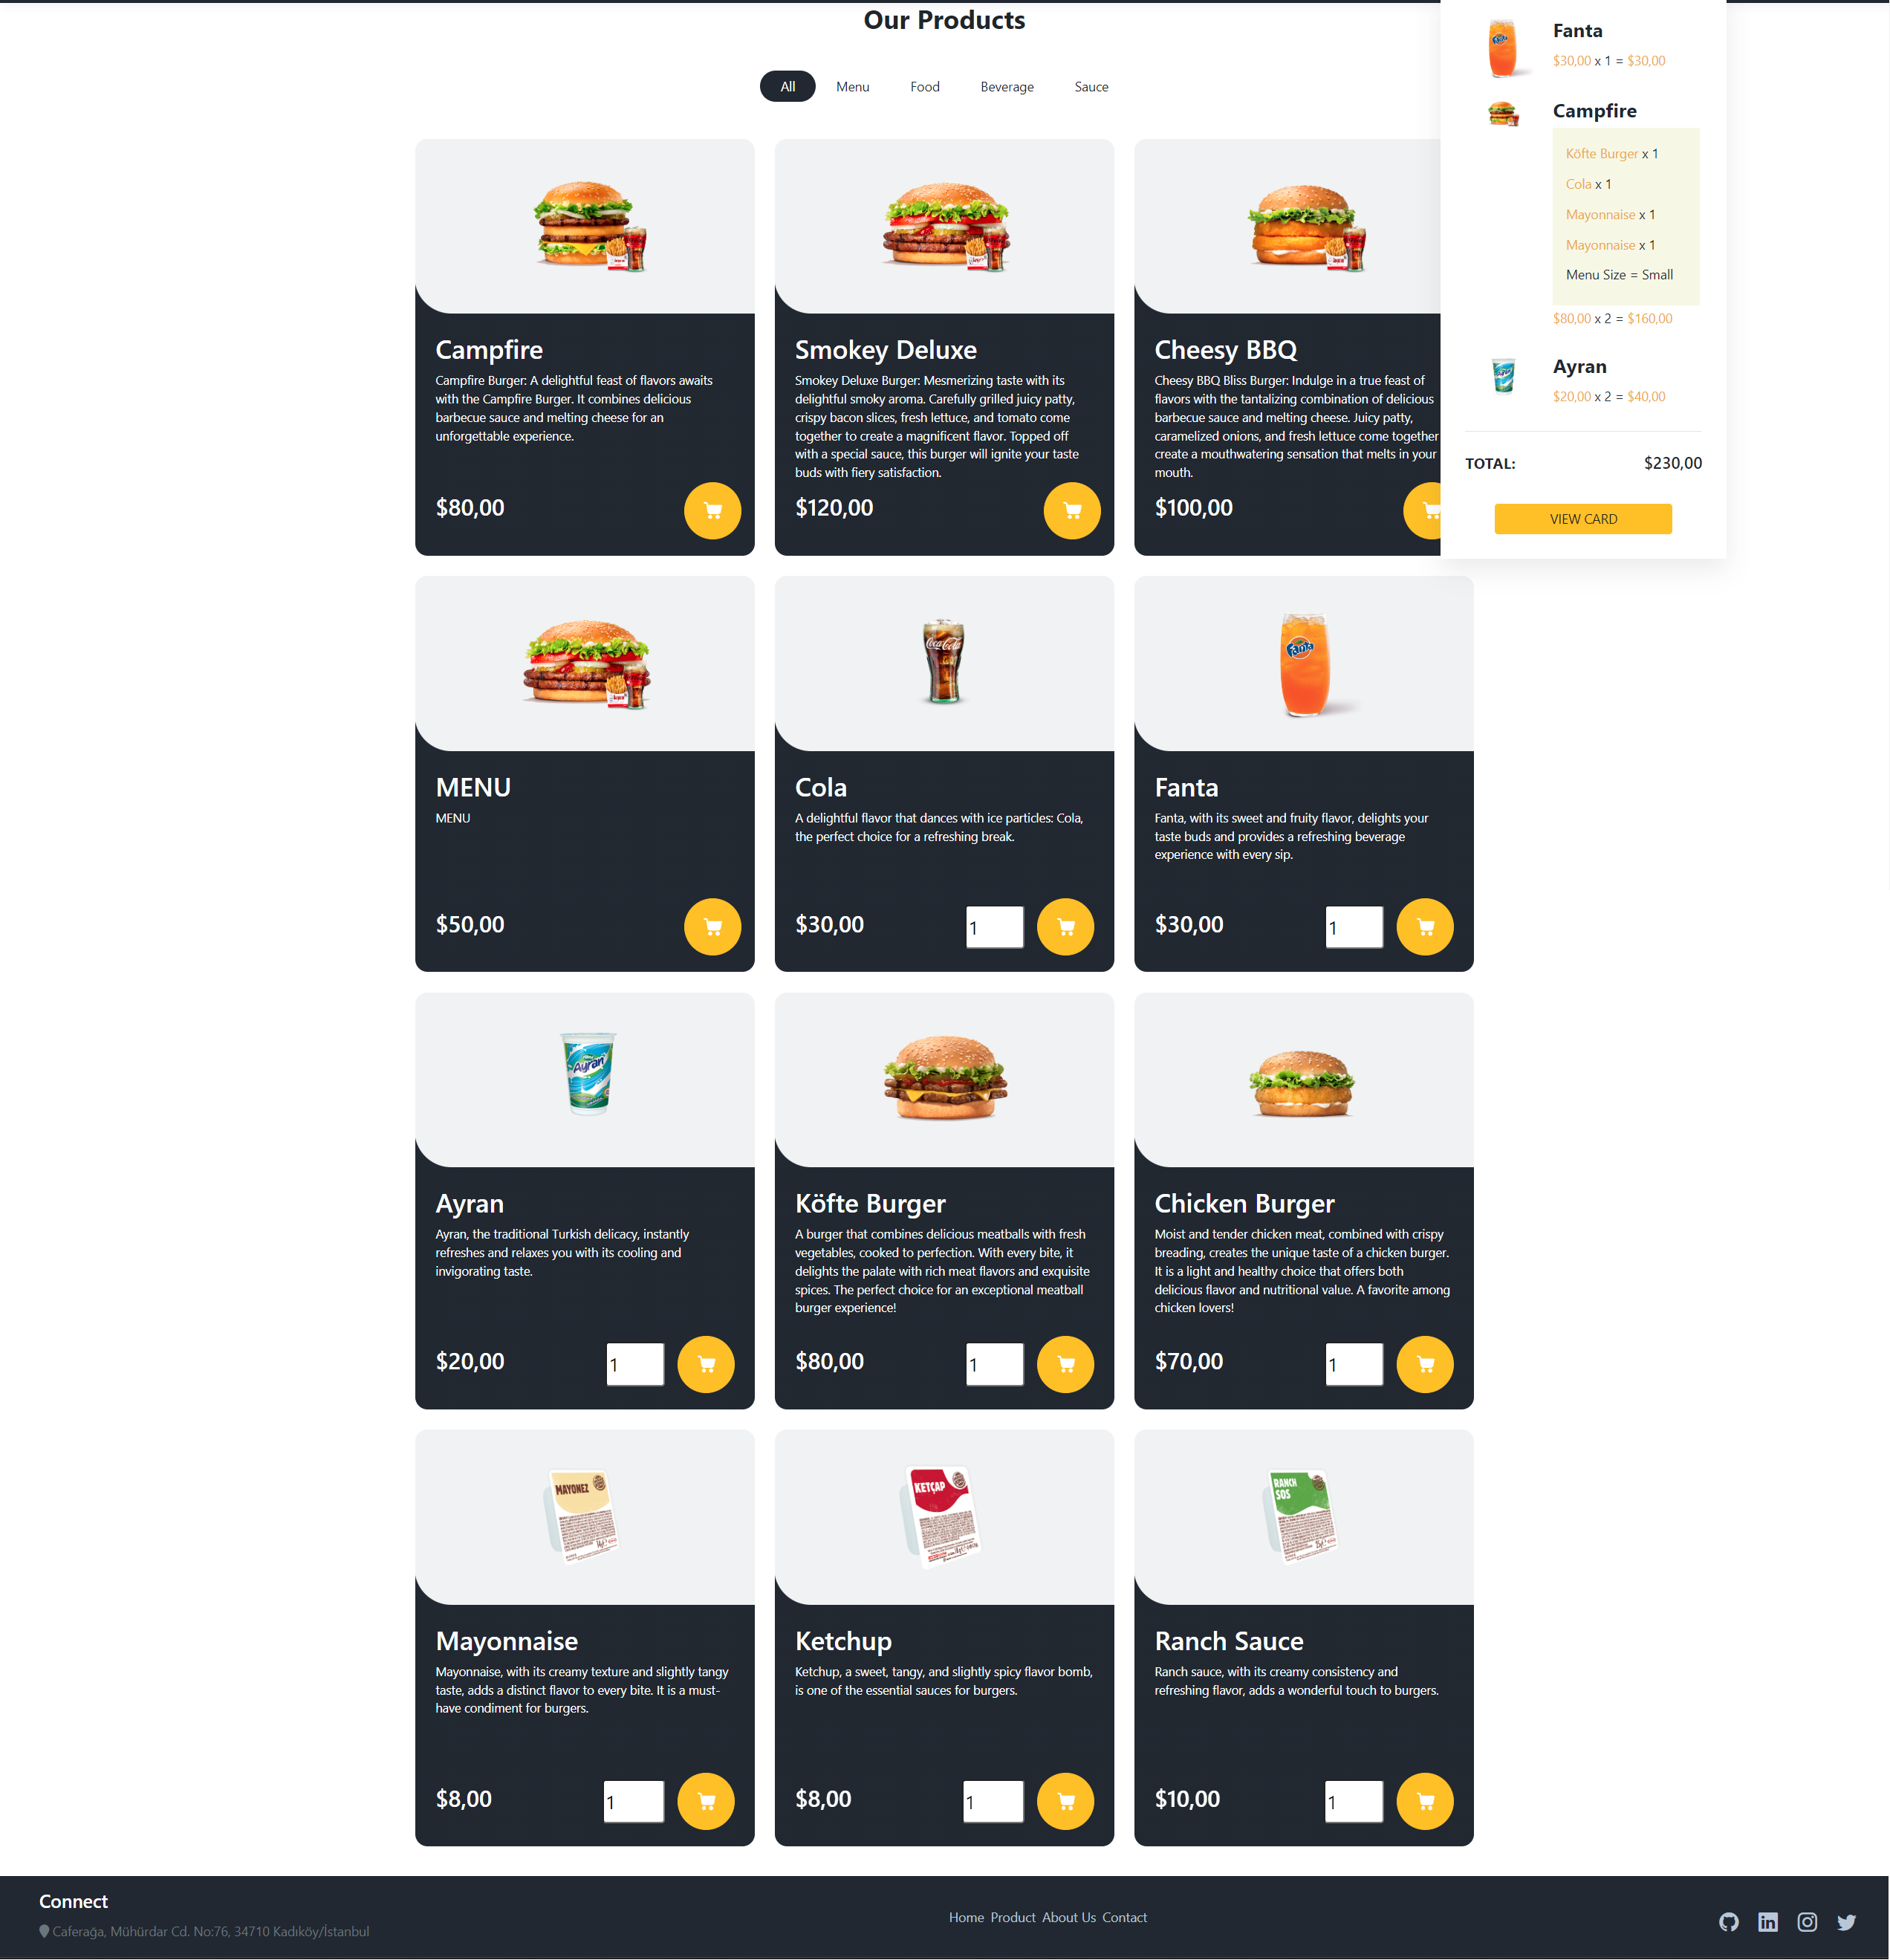 Our Products
All
Menu
Food
Beverage
Sauce
Fanta
$30,00 x 1 = $30,00
Campfire
Köfte Burger x 1
Cola x 1
Mayonnaise x 1
Mayonnaise x 1
Menu Size = Small
$80,00 x 2 = $160,00
Ayran
$20,00 x 2 = $40,00
TOTAL: $230,00
VIEW CARD
Campfire
Campfire Burger: A delightful feast of flavors awaits
with the Campfire Burger. It combines delicious
barbecue sauce and melting cheese for an
unforgettable experience.
$80,00
Smokey Deluxe
Smokey Deluxe Burger: Mesmerizing taste with its
delightful smoky aroma. Carefully grilled juicy patty,
crispy bacon slices, fresh lettuce, and tomato come
together to create a magnificent flavor. Topped off
with a special sauce, this burger will ignite your taste
buds with fiery satisfaction.
$120,00
Cheesy BBQ
Cheesy BBQ Bliss Burger: Indulge in a true feast of
flavors with the tantalizing combination of delicious
barbecue sauce and melting cheese. Juicy patty,
caramelized onions, and fresh lettuce come together
create a mouthwatering sensation that melts in your
mouth.
$100,00
MENU
MENU
$50,00
Coca-Cola
Cola
A delightful flavor that dances with ice particles: Cola,
the perfect choice for a refreshing break.
$30,00
1
Fanta
Fanta
Fanta, with its sweet and fruity flavor, delights your
taste buds and provides a refreshing beverage
experience with every sip.
$30,00
1
Ayran
Ayran
Ayran, the traditional Turkish delicacy, instantly
refreshes and relaxes you with its cooling and
invigorating taste.
$20,00
1
Köfte Burger
A burger that combines delicious meatballs with fresh
vegetables, cooked to perfection. With every bite, it
delights the palate with rich meat flavors and exquisite
spices. The perfect choice for an exceptional meatball
burger experience!
$80,00
1
Chicken Burger
Moist and tender chicken meat, combined with crispy
breading, creates the unique taste of a chicken burger.
It is a light and healthy choice that offers both
delicious flavor and nutritional value. A favorite among
chicken lovers!
$70,00
1
MAYONEZ
Mayonnaise
Mayonnaise, with its creamy texture and slightly tangy
taste, adds a distinct flavor to every bite. It is a must-
have condiment for burgers.
$8,00
1
KETÇAP
Ketchup
Ketchup, a sweet, tangy, and slightly spicy flavor bomb,
is one of the essential sauces for burgers.
$8,00
1
RANCH
SOS
Ranch Sauce
Ranch sauce, with its creamy consistency and
refreshing flavor, adds a wonderful touch to burgers.
$10,00
1
Connect
Caferağa, Mühürdar Cd. No:76, 34710 Kadıköy/İstanbul
Home Product About Us Contact